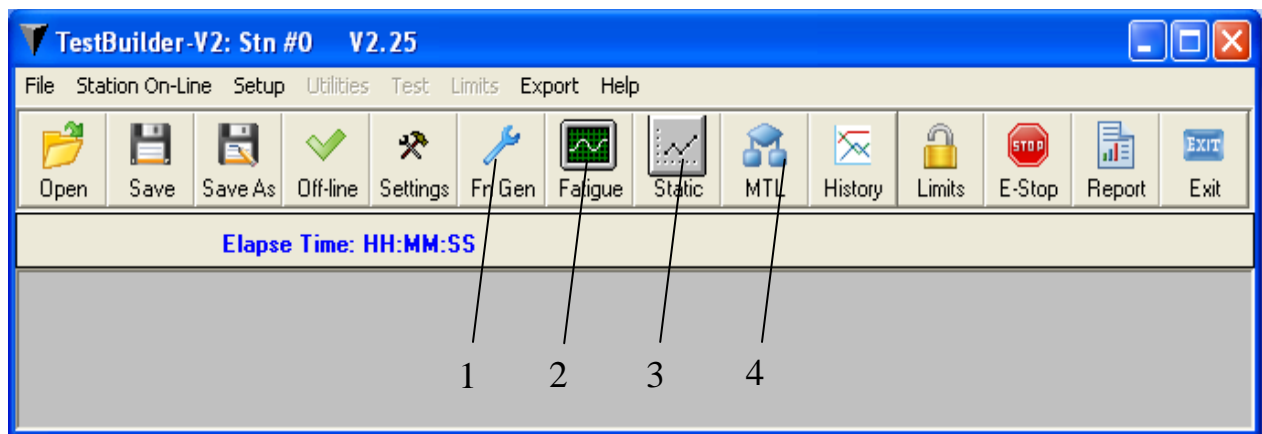 TestBuilder-V2: Stn #0 V2.25
File Station On-Line Setup Utilities Test Limits Export Help
STOP EXIT
Open Save Save As Off-line Settings Fn Gen Fatigue Static MTL History Limits E-Stop Report Exit
Elapse Time: HH:MM:SS
1 2 3 4